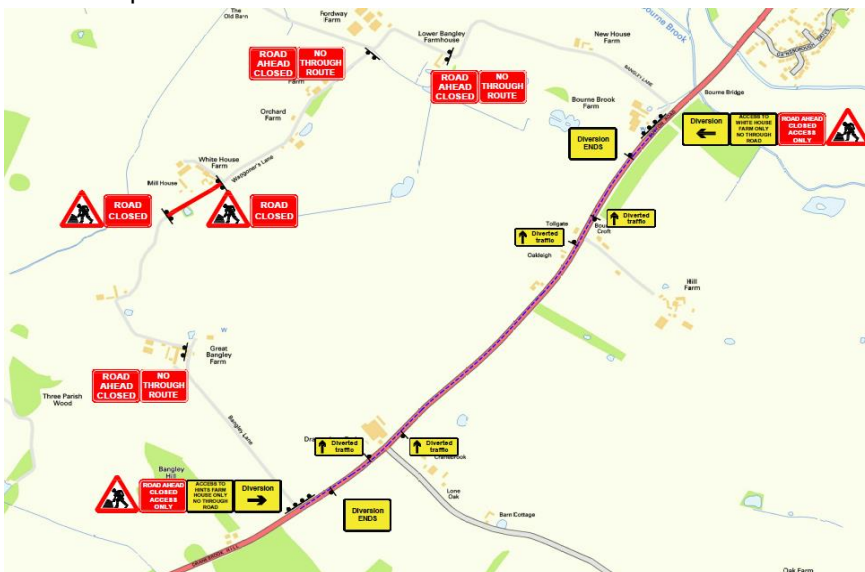 The
Old Barn
Fordway
Farm
Lower Bangley
Farmhouse
New House
Farm
Bourne Brook
ROAD
AHEAD
CLOSED
NO
THROUGH
ROUTE
Farm
ROAD
AHEAD
CLOSED
NO
THROUGH
ROUTE
BANGLEY LANE
Bourne Bridge
Orchard
Farm
Bourne Brook
Farm
Diversion
ENDS
Diversion
ACCESS TO
WHITE HOUSE
FARM ONLY
NO THROUGH
ROAD
ROAD AHEAD
CLOSED
ACCESS
ONLY
White House
Farm
Waggoner's Lane
Mill House
ROAD
CLOSED
ROAD
CLOSED
Tollgate
Diverted
traffic
Croft
Diverted
traffic
Oakleigh
Hill
Farm
W
Great
Bangley
Farm
ROAD
AHEAD
CLOSED
NO
THROUGH
ROUTE
Three Parish
Wood
Bangley Lane
Diverted
traffic
Diverted
traffic
Bangley
Hill
ROAD AHEAD
CLOSED
ACCESS
ONLY
ACCESS TO
HINTS FARM
HOUSE ONLY
NO THROUGH
ROAD
Diversion
Diversion
ENDS
Lone
Oak
Barn Cottage
Oak Farm